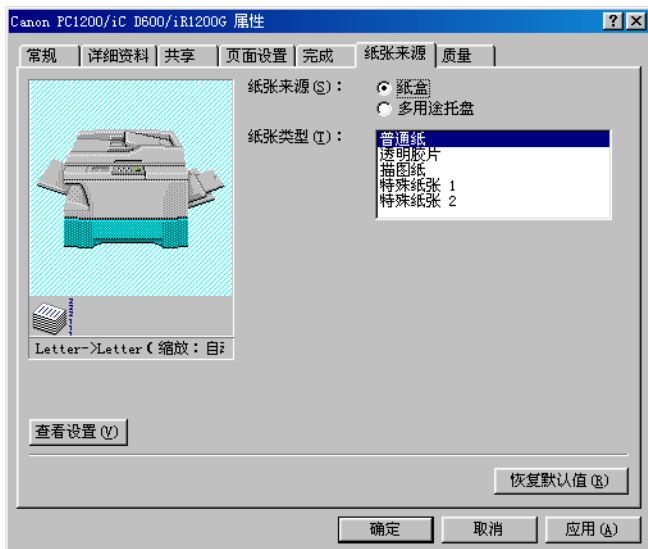 Canon PC1200/iC D600/iR1200G 属性
常规 详细资料 共享 页面设置 完成 纸张来源 质量
纸张来源(S)： 纸盒
多用途托盘
纸张类型(T)： 普通纸
透明胶片
描图纸
特殊纸张 1
特殊纸张 2
Letter->Letter(缩放：自
查看设置(V)
恢复默认值(R)
确定 取消 应用(A)